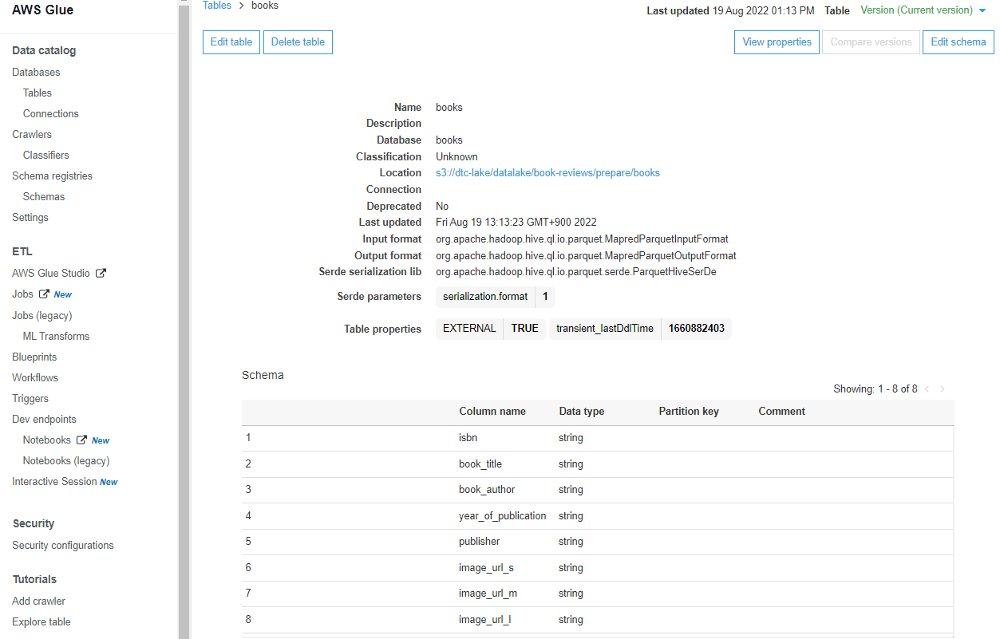 AWS Glue
Data catalog
Databases
Tables
Connections
Crawlers
Classifiers
Schema registries
Schemas
Settings
ETL
AWS Glue Studio
Jobs New
Jobs (legacy)
ML Transforms
Blueprints
Workflows
Triggers
Dev endpoints
Notebooks New
Notebooks (legacy)
Interactive Session New
Security
Security configurations
Tutorials
Add crawler
Explore table
Tables > books
Last updated 19 Aug 2022 01:13 PM Table Version (Current version)
Edit table Delete table View properties Compare versions Edit schema
Name books
Description
Database books
Classification Unknown
Location s3://dtc-lake/datalake/book-reviews/prepare/books
Connection
Deprecated No
Last updated Fri Aug 19 13:13:23 GMT+900 2022
Input format org.apache.hadoop.hive.ql.io.parquet.MapredParquetInputFormat
Output format org.apache.hadoop.hive.ql.io.parquet.MapredParquetOutputFormat
Serde serialization lib org.apache.hadoop.hive.ql.io.parquet.serde.ParquetHiveSerDe
Serde parameters serialization.format 1
Table properties EXTERNAL TRUE transient_lastDdlTime 1660882403
Schema
Showing: 1 - 8 of 8 < >
Column name Data type Partition key Comment
1 isbn string
2 book_title string
3 book_author string
4 year_of_publication string
5 publisher string
6 image_url_s string
7 image_url_m string
8 image_url_l string